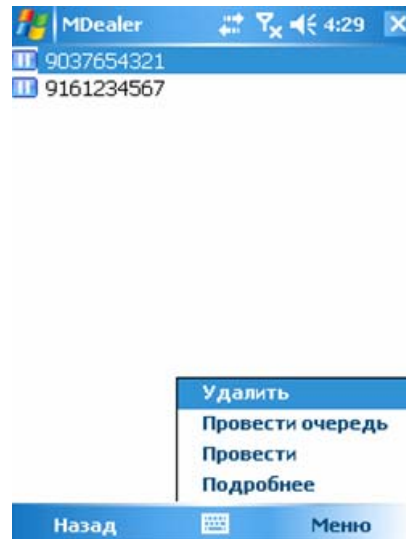 MDealer 4:29
9037654321
9161234567
Удалить
Провести очередь
Провести
Подробнее
Назад Меню